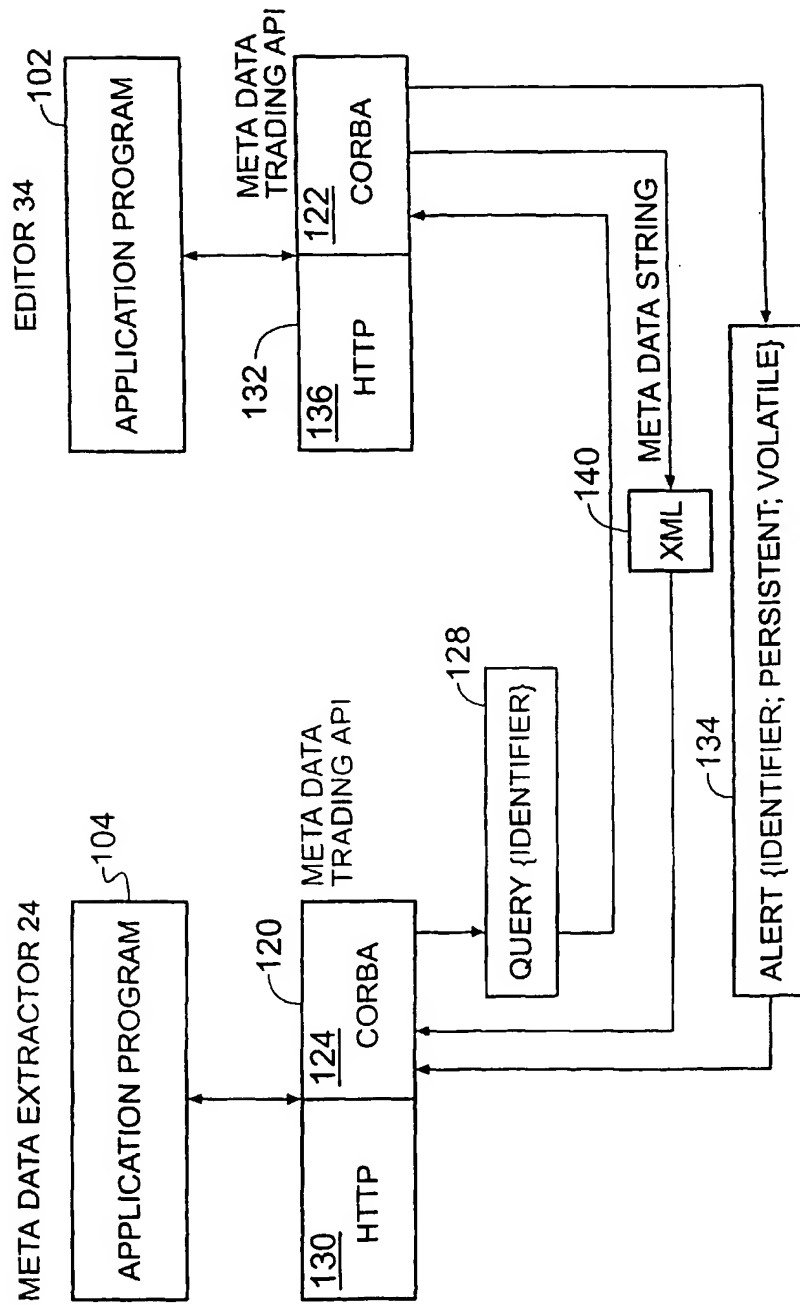 META DATA EXTRACTOR 24
APPLICATION PROGRAM
104
META DATA
TRADING API
120
130
HTTP
124
CORBA
QUERY {IDENTIFIER}
128
EDITOR 34
APPLICATION PROGRAM
102
META DATA
TRADING API
132
136
HTTP
122
CORBA
140
XML
META DATA STRING
134
ALERT {IDENTIFIER; PERSISTENT; VOLATILE}